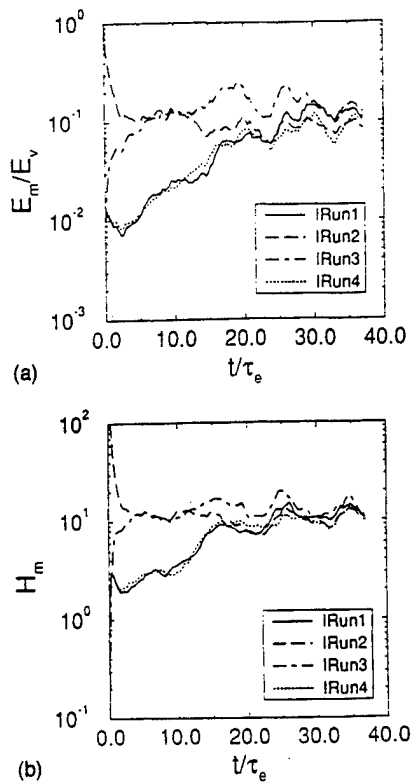 10^0
10^-1
10^-2
10^-3
E_m/E_v
IRun1
IRun2
IRun3
IRun4
0.0 10.0 20.0 30.0 40.0
(a)
t/τ_e
10^2
10^1
10^0
10^-1
H_m
IRun1
IRun2
IRun3
IRun4
0.0 10.0 20.0 30.0 40.0
(b)
t/τ_e